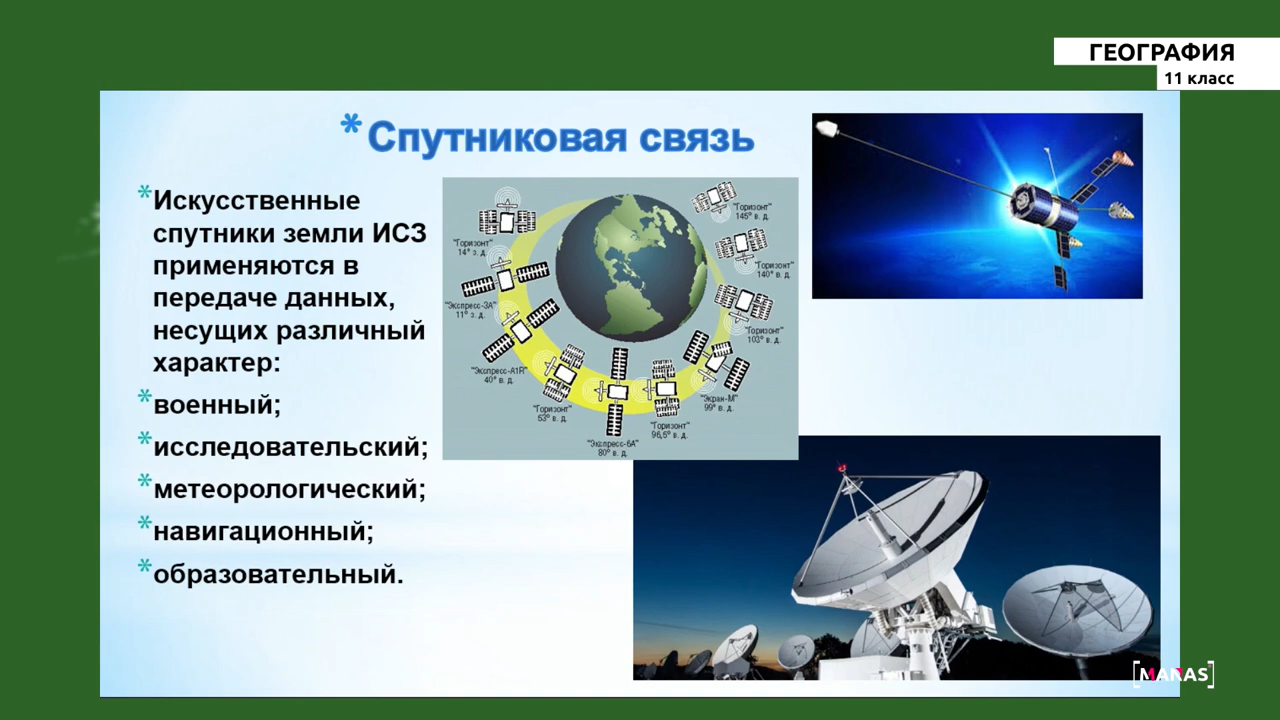 ГЕОГРАФИЯ
11 класс
* Спутниковая связь
* Искусственные
спутники земли ИСЗ
применяются в
передаче данных,
несущих различный
характер:
* военный;
* исследовательский;
* метеорологический;
* навигационный;
* образовательный.
"Горизонт"
14° з. д.
"Экспресс-3А"
11° з. д.
"Экспресс-А1R"
40° в. д.
"Горизонт"
53° в. д.
"Экспресс-6А"
80° в. д.
"Горизонт"
96,5° в. д.
"Экран-М"
99° в. д.
"Горизонт"
103° в. д.
"Горизонт"
140° в. д.
"Горизонт"
145° в. д.
[MANAS]